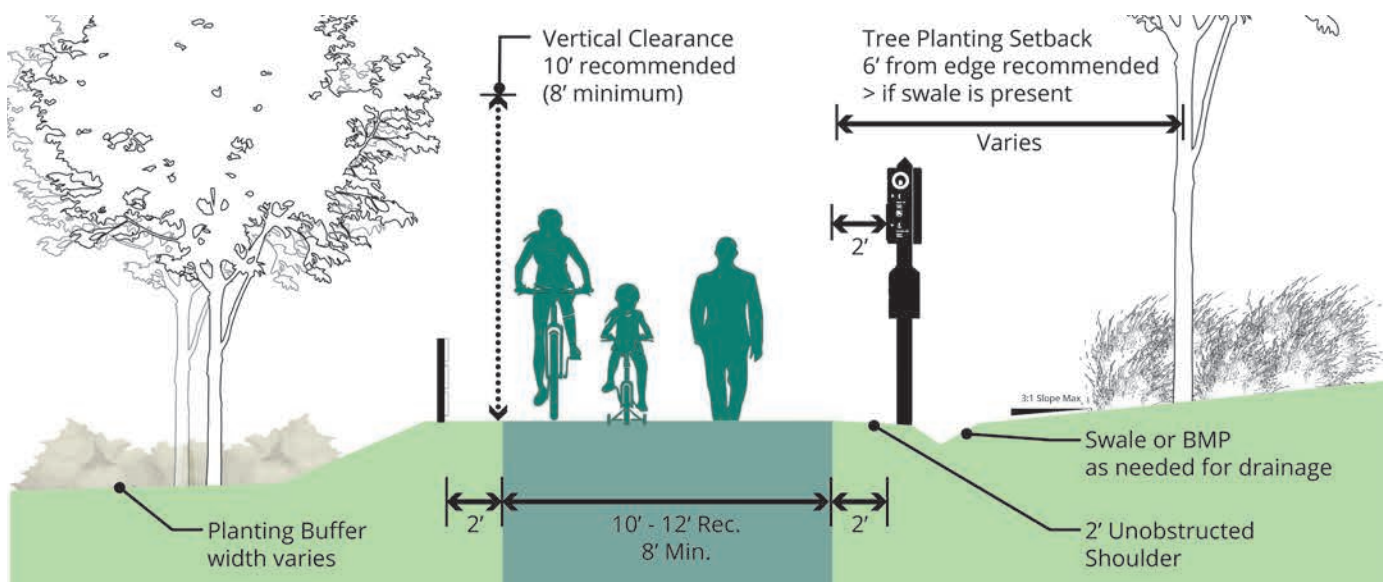 Vertical Clearance
10’ recommended
(8’ minimum)
Tree Planting Setback
6’ from edge recommended
> if swale is present
Varies
2’
3:1 Slope Max
Swale or BMP
as needed for drainage
2’
10’ - 12’ Rec.
8’ Min.
2’
Planting Buffer
width varies
2’ Unobstructed
Shoulder